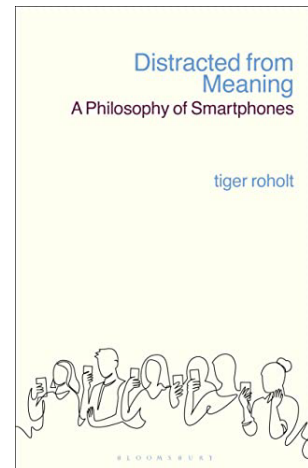 Distracted from
Meaning
A Philosophy of Smartphones
tiger roholt
BLOOMSBURY